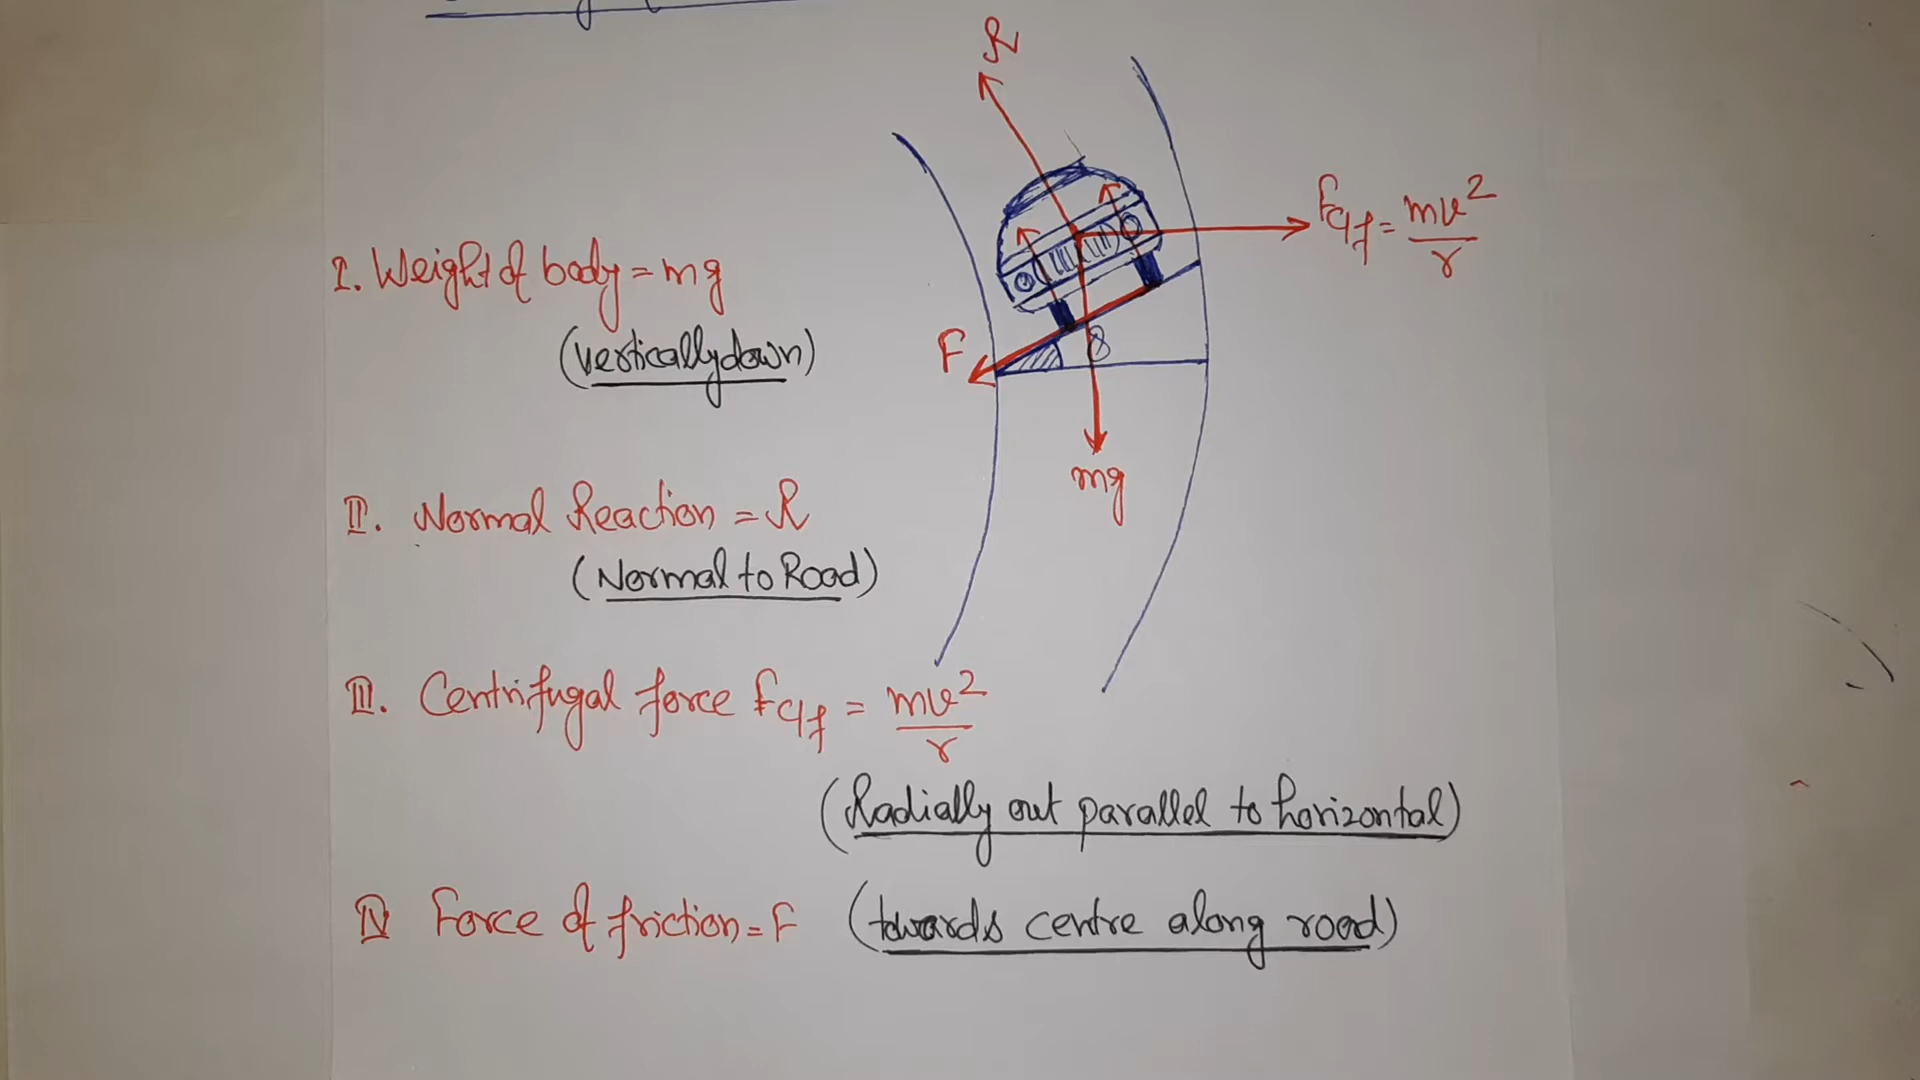 R
F_cf = mv²/r
I. Weight of body = mg
(Vertically down)
F
θ
mg
II. Normal Reaction = R
(Normal to Road)
III. Centrifugal force F_cf = mv²/r
(Radially out parallel to horizontal)
IV Force of friction = F (towards centre along road)